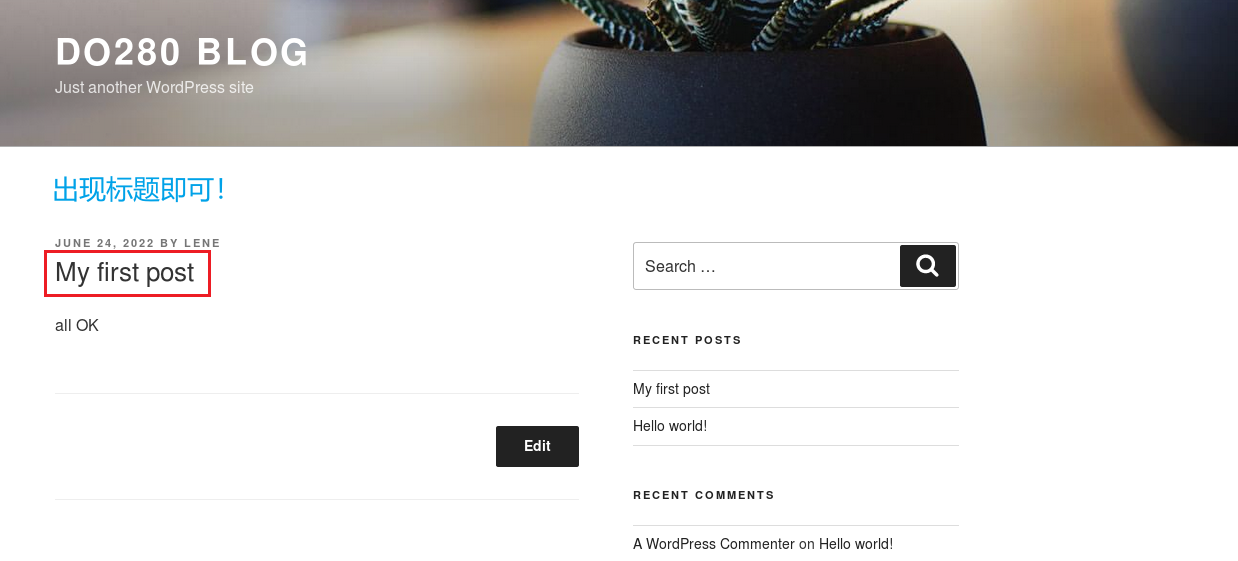 DO280 BLOG
Just another WordPress site
出现标题即可!
JUNE 24, 2022 BY LENE
My first post
all OK
Edit
Search …
RECENT POSTS
My first post
Hello world!
RECENT COMMENTS
A WordPress Commenter on Hello world!